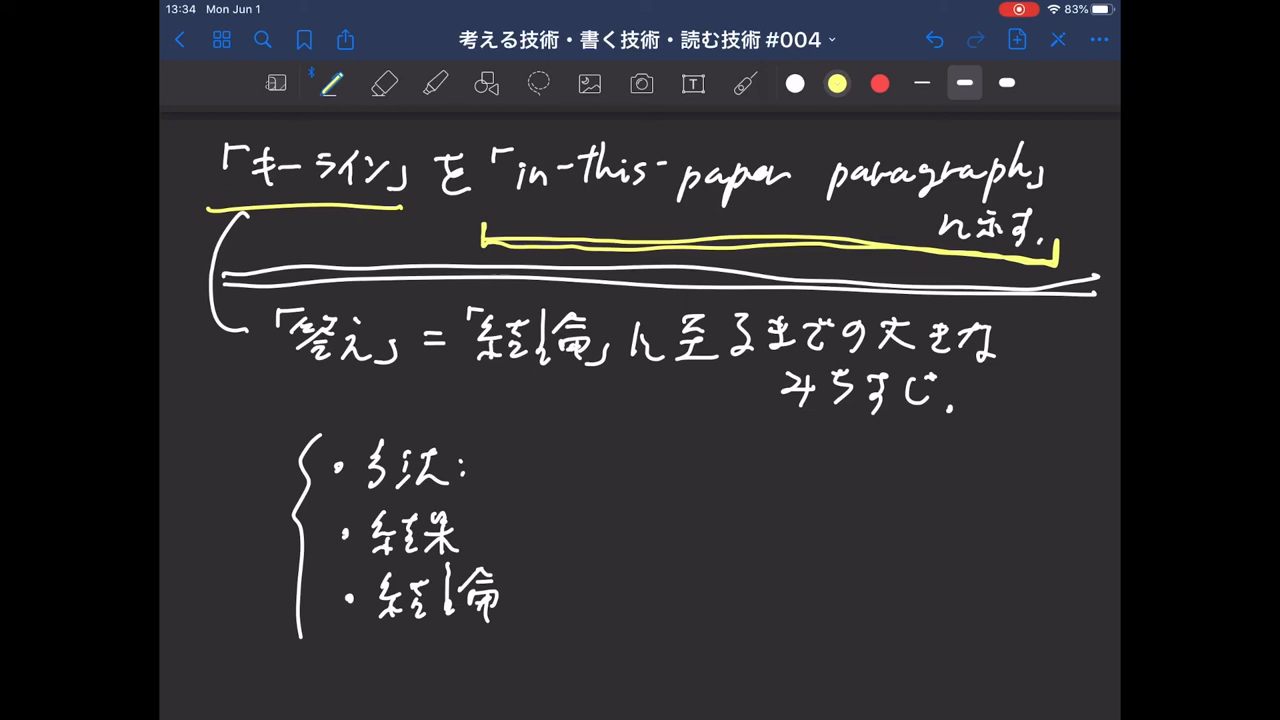 13:34 Mon Jun 1 83%
考える技術・書く技術・読む技術 #004
T
「キーライン」を「in-this-paper paragraph」
に示す.
「答え」=「結論」に至るまでの大きな
みちすじ.
・方法:
・結果
・結論